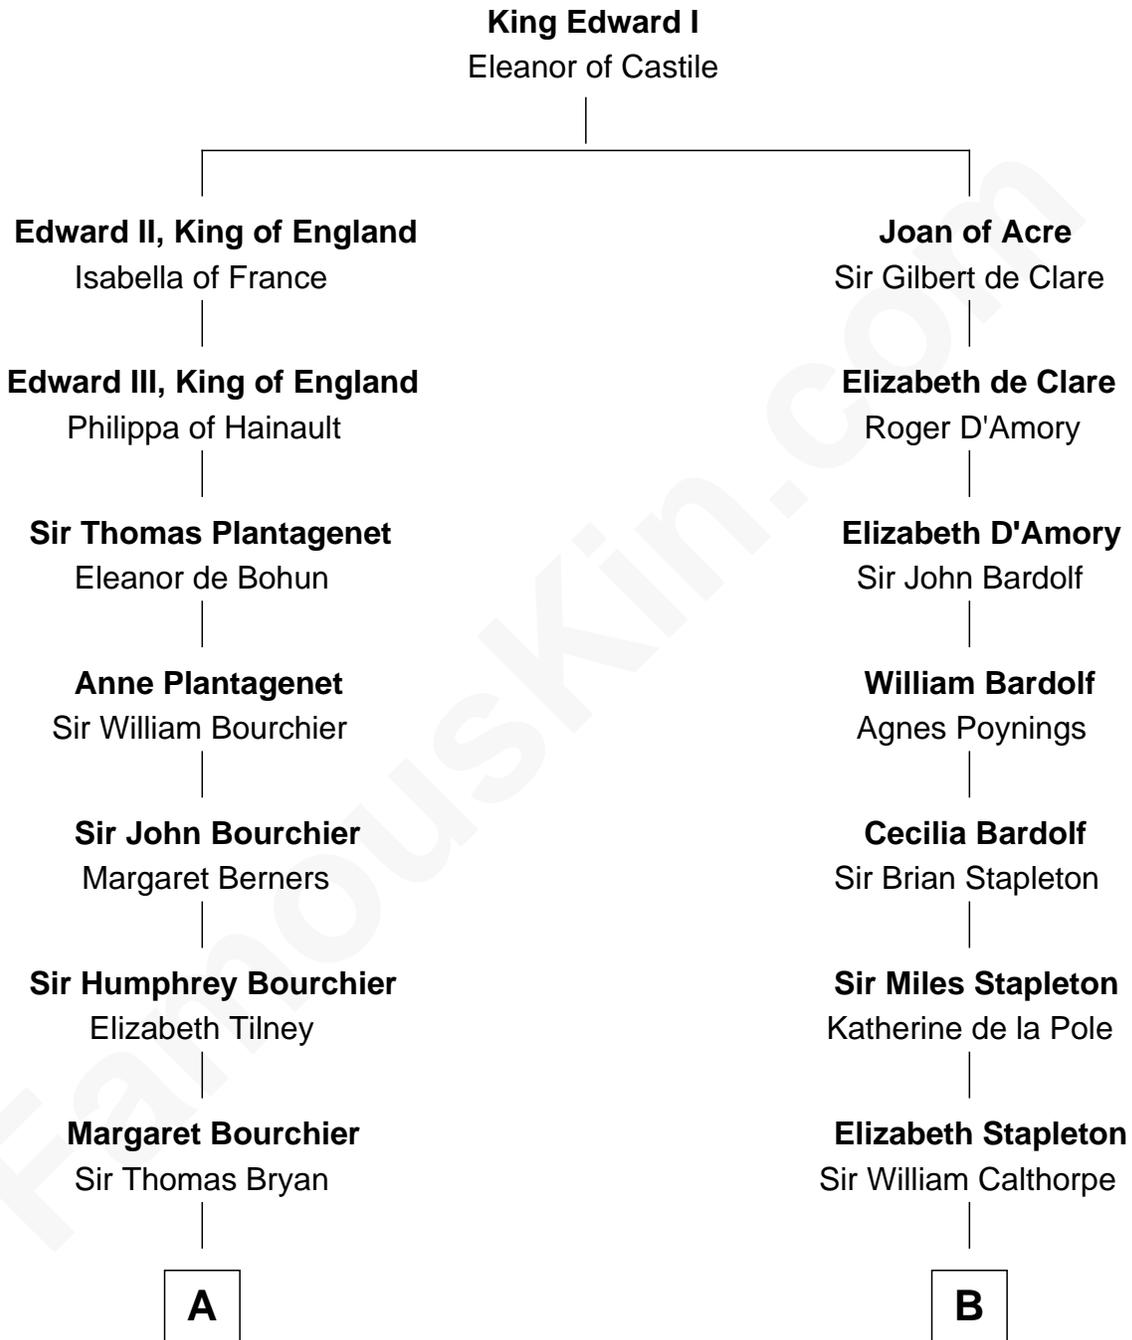 King Edward I
Eleanor of Castile
Edward II, King of England
Isabella of France
Joan of Acre
Sir Gilbert de Clare
Edward III, King of England
Philippa of Hainault
Elizabeth de Clare
Roger D'Amory
Sir Thomas Plantagenet
Eleanor de Bohun
Elizabeth D'Amory
Sir John Bardolf
Anne Plantagenet
Sir William Bourchier
William Bardolf
Agnes Poynings
Sir John Bourchier
Margaret Berners
Cecilia Bardolf
Sir Brian Stapleton
Sir Humphrey Bourchier
Elizabeth Tilney
Sir Miles Stapleton
Katherine de la Pole
Margaret Bourchier
Sir Thomas Bryan
Elizabeth Stapleton
Sir William Calthorpe
A
B
FamousKin.com